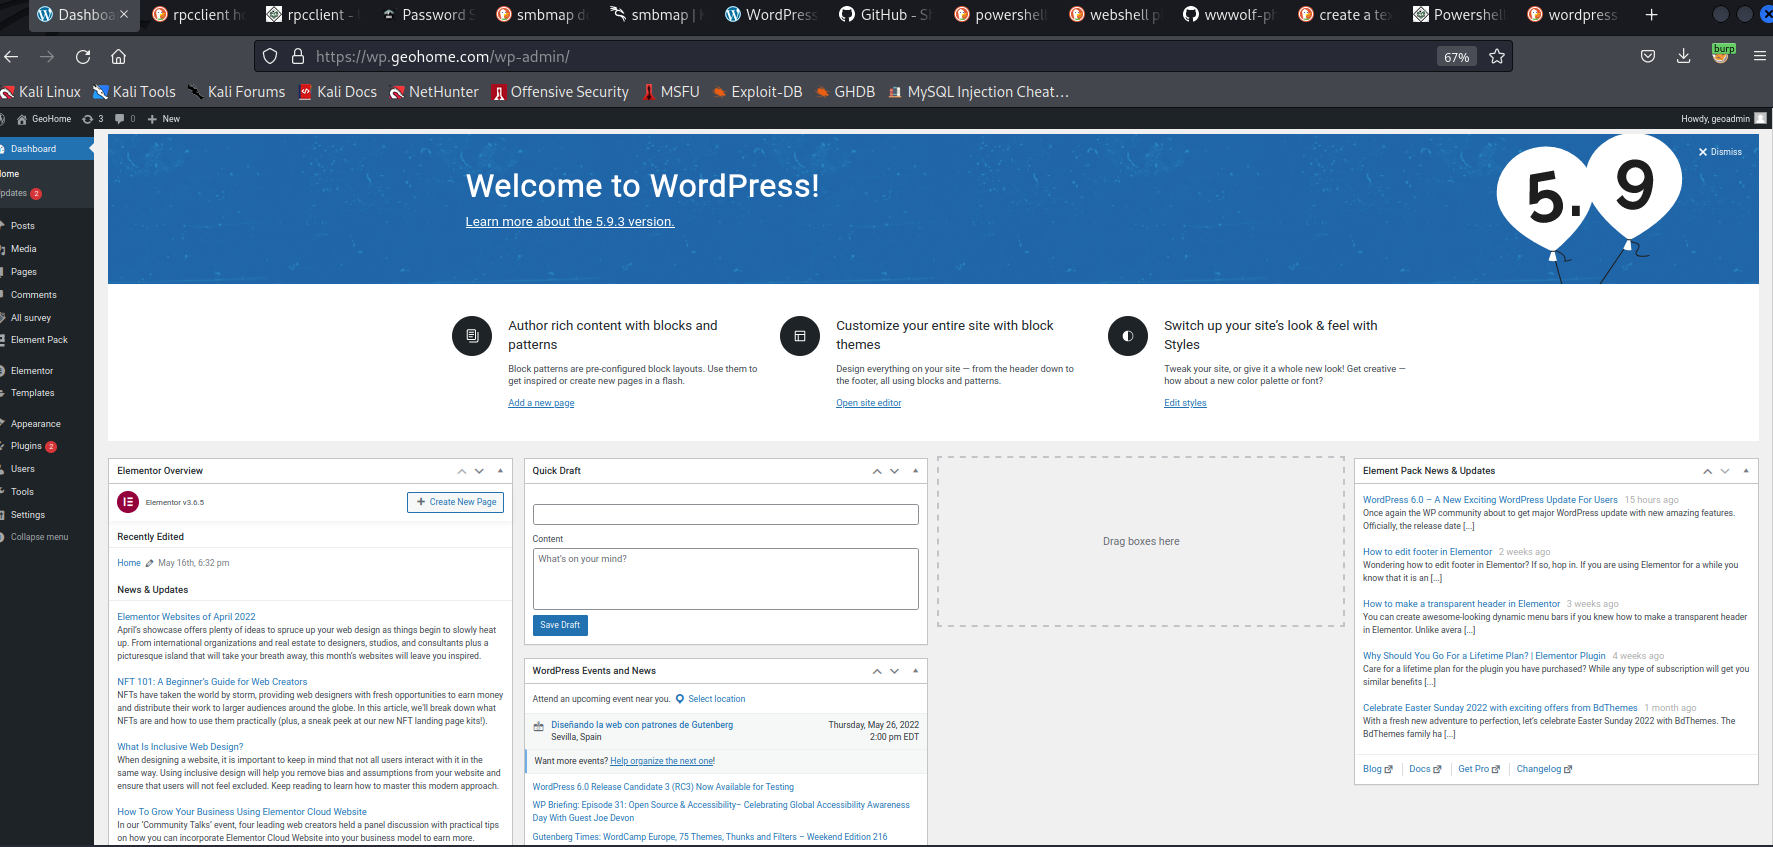 Dashbo
rpcclient ho
rpcclient -
Password S
smbmap do
smbmap | K
WordPress
GitHub - S
powershell
webshell p
wwwolf-ph
create a te
Powershell
wordpress
https://wp.geohome.com/wp-admin/
67%
burp
Kali Linux
Kali Tools
Kali Forums
Kali Docs
NetHunter
Offensive Security
MSFU
Exploit-DB
GHDB
MySQL Injection Cheat…
GeoHome
3
0
New
Howdy, geoadmin
Dashboard
ome
pdates 2
Posts
Media
Pages
Comments
All survey
Element Pack
Elementor
Templates
Appearance
Plugins 2
Users
Tools
Settings
Collapse menu
Welcome to WordPress!
Learn more about the 5.9.3 version.
5.9
Dismiss
Author rich content with blocks and
patterns
Block patterns are pre-configured block layouts. Use them to
get inspired or create new pages in a flash.
Add a new page
Customize your entire site with block
themes
Design everything on your site — from the header down to
the footer, all using blocks and patterns.
Open site editor
Switch up your site's look & feel with
Styles
Tweak your site, or give it a whole new look! Get creative —
how about a new color palette or font?
Edit styles
Elementor Overview
Elementor v3.6.5
Create New Page
Recently Edited
Home May 16th, 6:32 pm
News & Updates
Elementor Websites of April 2022
April's showcase offers plenty of ideas to spruce up your web design as things begin to slowly heat
up. From international organizations and real estate to designers, studios, and consultants plus a
picturesque island that will take your breath away, this month's websites will leave you inspired.
NFT 101: A Beginner's Guide for Web Creators
NFTs have taken the world by storm, providing web designers with fresh opportunities to earn money
and distribute their work to larger audiences around the globe. In this article, we'll break down what
NFTs are and how to use them practically (plus, a sneak peek at our new NFT landing page kits!).
What Is Inclusive Web Design?
When designing a website, it is important to keep in mind that not all users interact with it in the
same way. Using inclusive design will help you remove bias and assumptions from your website and
ensure that users will not feel excluded. Keep reading to learn how to master this modern approach.
How To Grow Your Business Using Elementor Cloud Website
In our 'Community Talks' event, four leading web creators held a panel discussion with practical tips
on how you can incorporate Elementor Cloud Website into your business model to earn more.
Quick Draft
Content
What's on your mind?
Save Draft
WordPress Events and News
Attend an upcoming event near you. Select location
Diseñando la web con patrones de Gutenberg
Sevilla, Spain
Thursday, May 26, 2022
2:00 pm EDT
Want more events? Help organize the next one!
WordPress 6.0 Release Candidate 3 (RC3) Now Available for Testing
WP Briefing: Episode 31: Open Source & Accessibility– Celebrating Global Accessibility Awareness
Day With Guest Joe Devon
Gutenberg Times: WordCamp Europe, 75 Themes, Thunks and Filters – Weekend Edition 216
Drag boxes here
Element Pack News & Updates
WordPress 6.0 – A New Exciting WordPress Update For Users 15 hours ago
Once again the WP community about to get major WordPress update with new amazing features.
Officially, the release date [...]
How to edit footer in Elementor 2 weeks ago
Wondering how to edit footer in Elementor? If so, hop in. If you are using Elementor for a while you
know that it is an [...]
How to make a transparent header in Elementor 3 weeks ago
You can create awesome-looking dynamic menu bars if you knew how to make a transparent header
in Elementor. Unlike avera [...]
Why Should You Go For a Lifetime Plan? | Elementor Plugin 4 weeks ago
Care for a lifetime plan for the plugin you have purchased? While any type of subscription will get you
similar benefits [...]
Celebrate Easter Sunday 2022 with exciting offers from BdThemes 1 month ago
With a fresh new adventure to perfection, let's celebrate Easter Sunday 2022 with BdThemes. The
BdThemes family ha [...]
Blog
Docs
Get Pro
Changelog